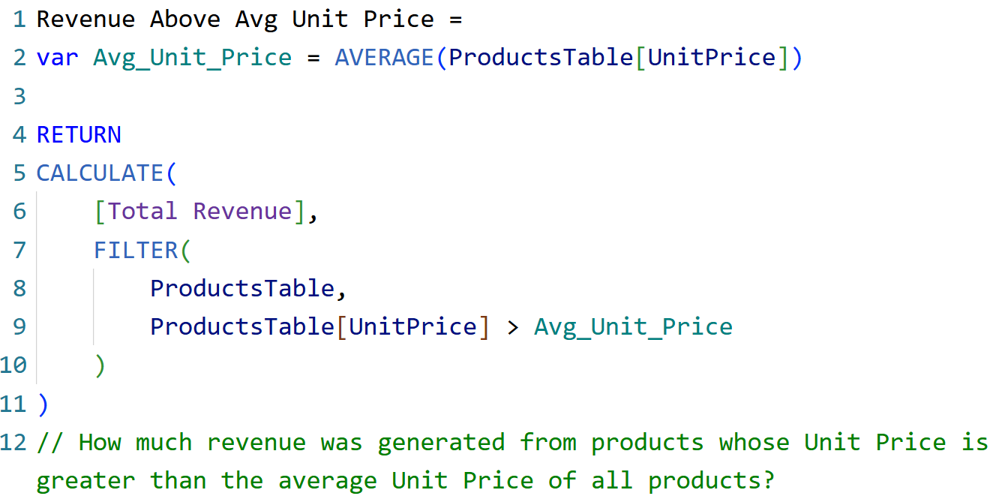 1 Revenue Above Avg Unit Price =
2 var Avg_Unit_Price = AVERAGE(ProductsTable[UnitPrice])
3
4 RETURN
5 CALCULATE(
6     [Total Revenue],
7     FILTER(
8         ProductsTable,
9         ProductsTable[UnitPrice] > Avg_Unit_Price
10     )
11 )
12 // How much revenue was generated from products whose Unit Price is
greater than the average Unit Price of all products?